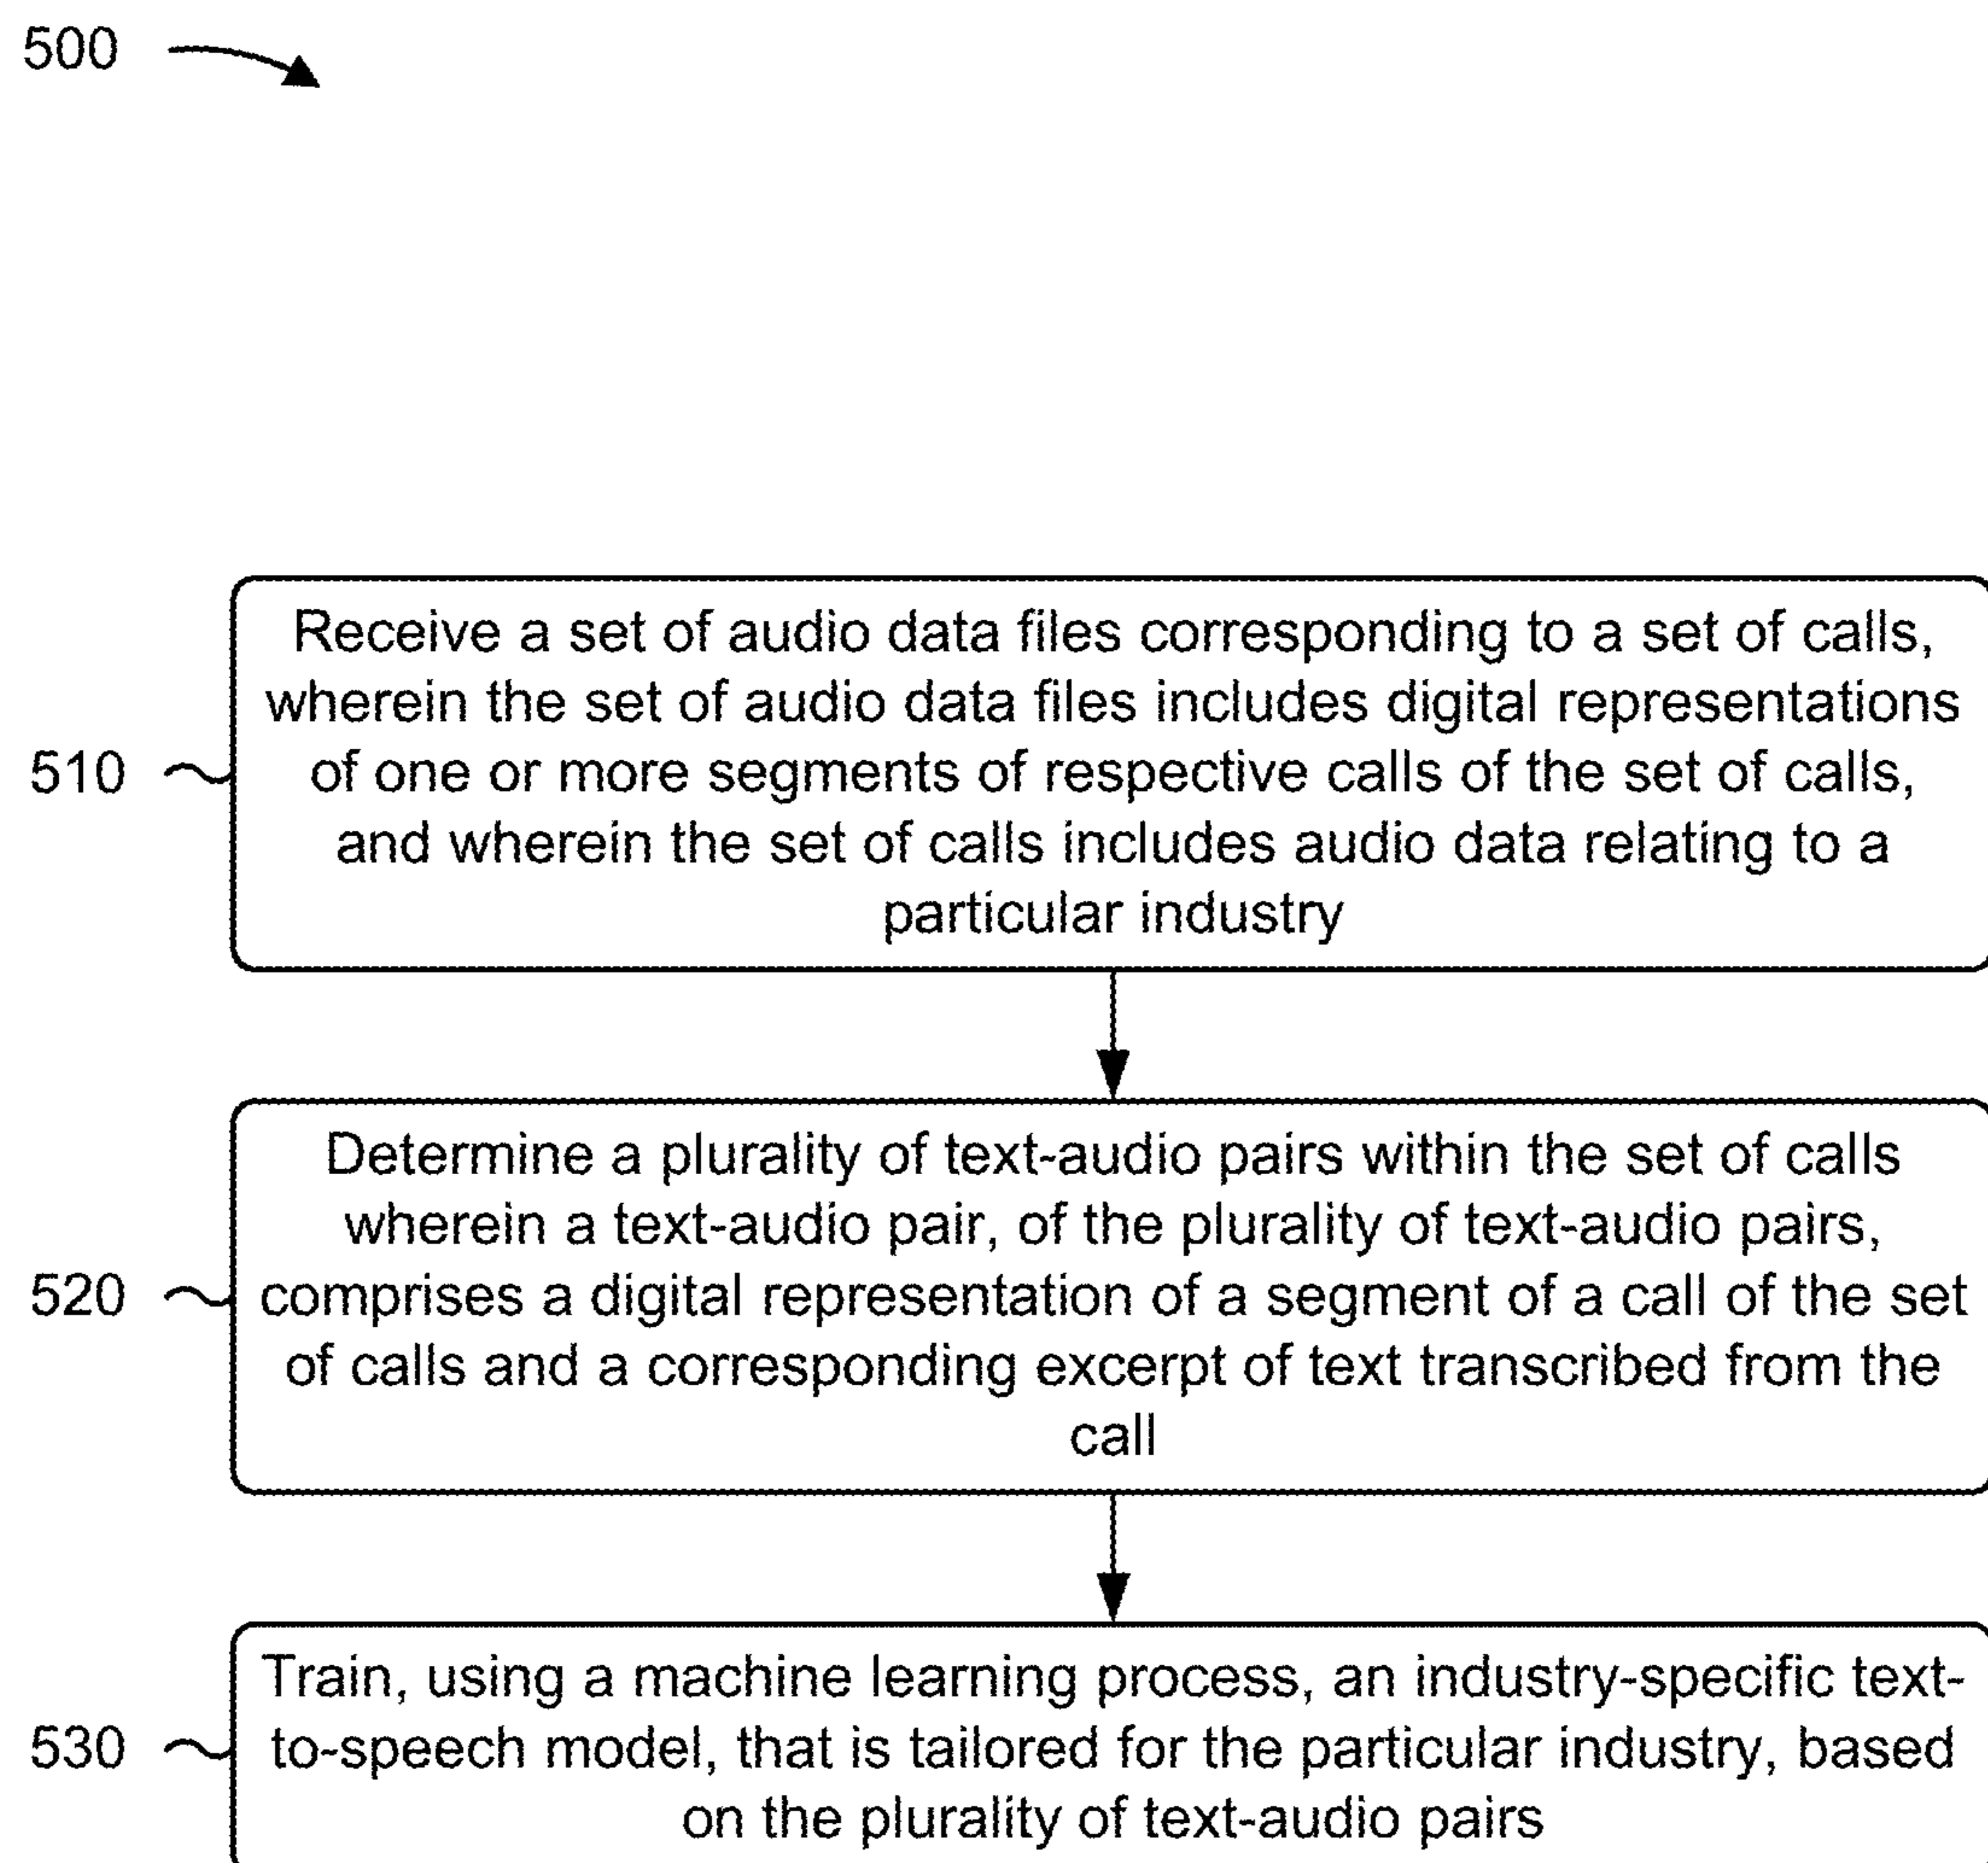 500
Receive a set of audio data files corresponding to a set of calls,
wherein the set of audio data files includes digital representations
510 of one or more segments of respective calls of the set of calls,
and wherein the set of calls includes audio data relating to a
particular industry
Determine a plurality of text-audio pairs within the set of calls
wherein a text-audio pair, of the plurality of text-audio pairs,
520 comprises a digital representation of a segment of a call of the set
of calls and a corresponding excerpt of text transcribed from the
call
Train, using a machine learning process, an industry-specific text-
530 to-speech model, that is tailored for the particular industry, based
on the plurality of text-audio pairs